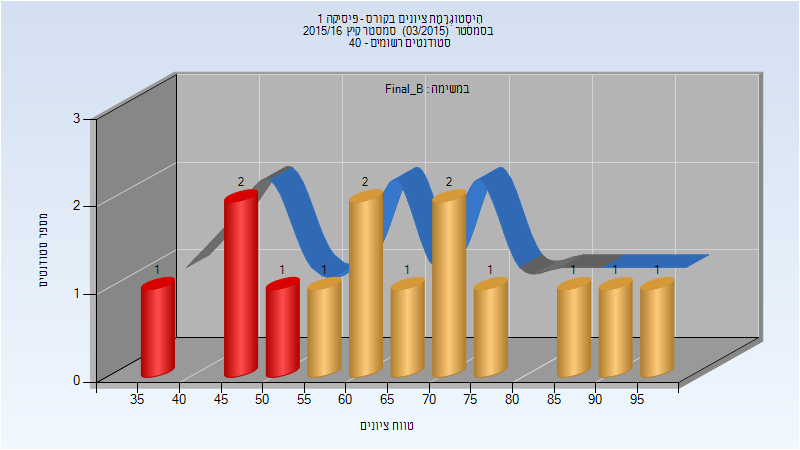 היסטוגרמת ציונים בקורס - פיסיקה 1
בסמסטר (03/2015) סמסטר קיץ 2015/16
סטודנטים רשומים - 40
במשימה : Final_B
מספר סטודנטים
3
2
1
0
1
2
1
1
2
1
2
1
1
1
1
35 40 45 50 55 60 65 70 75 80 85 90 95
טווח ציונים